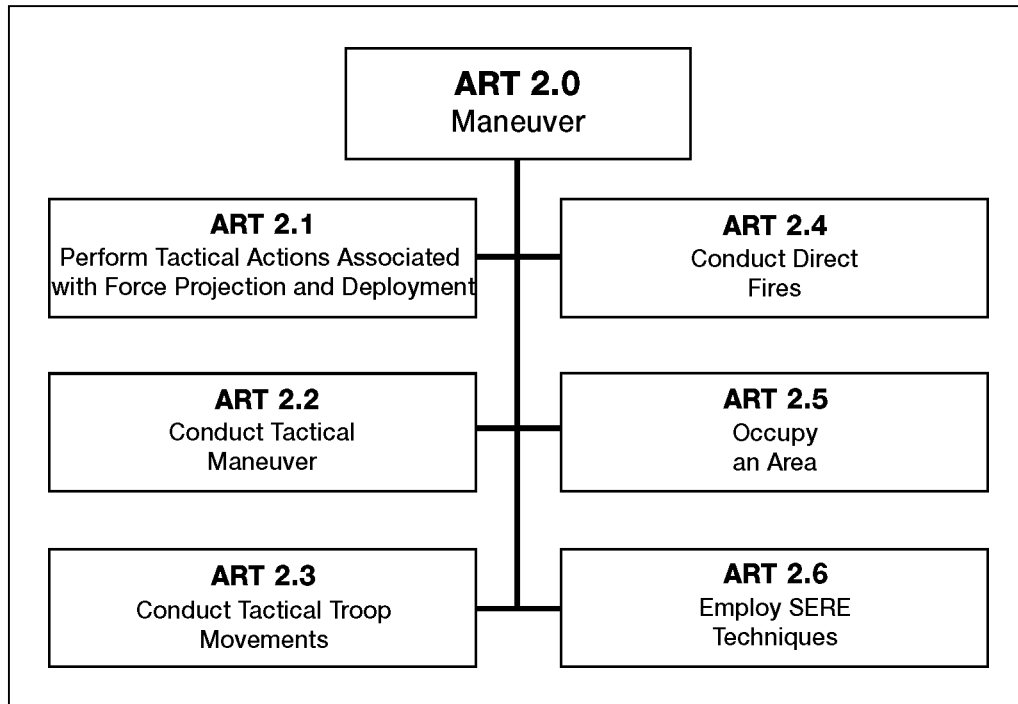 ART 2.0
Maneuver
ART 2.1
Perform Tactical Actions Associated
with Force Projection and Deployment
ART 2.4
Conduct Direct
Fires
ART 2.2
Conduct Tactical
Maneuver
ART 2.5
Occupy
an Area
ART 2.3
Conduct Tactical Troop
Movements
ART 2.6
Employ SERE
Techniques